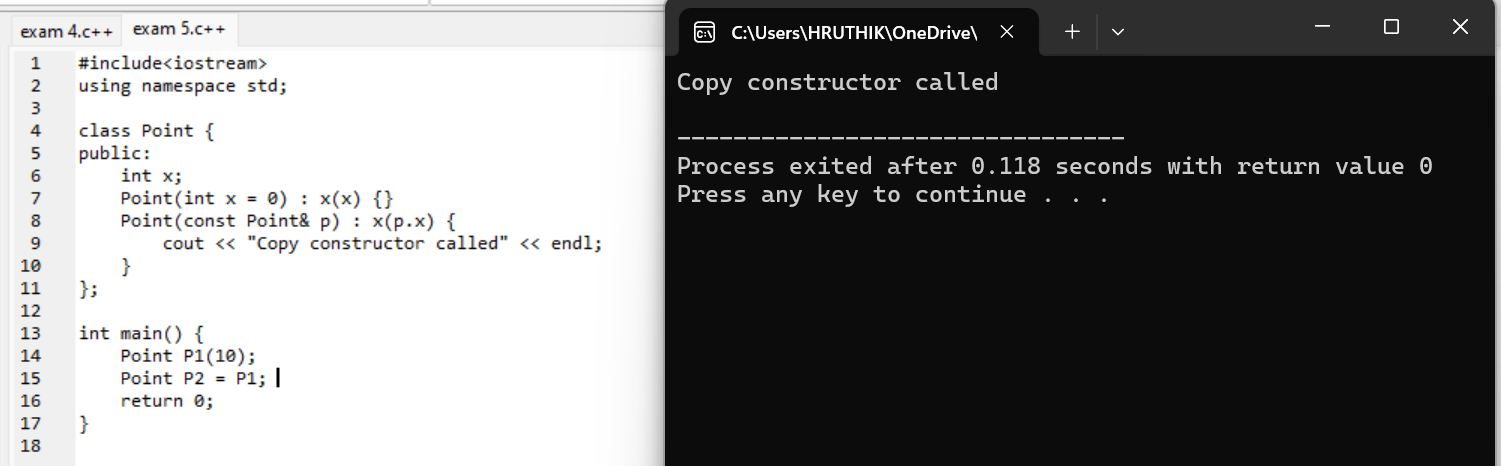 exam 4.c++ exam 5.c++
1 #include<iostream>
2 using namespace std;
3
4 class Point {
5 public:
6     int x;
7     Point(int x = 0) : x(x) {}
8     Point(const Point& p) : x(p.x) {
9         cout << "Copy constructor called" << endl;
10     }
11 };
12
13 int main() {
14     Point P1(10);
15     Point P2 = P1;
16     return 0;
17 }
18
C:\Users\HRUTHIK\OneDrive\
Copy constructor called
--------------------------------
Process exited after 0.118 seconds with return value 0
Press any key to continue . . .